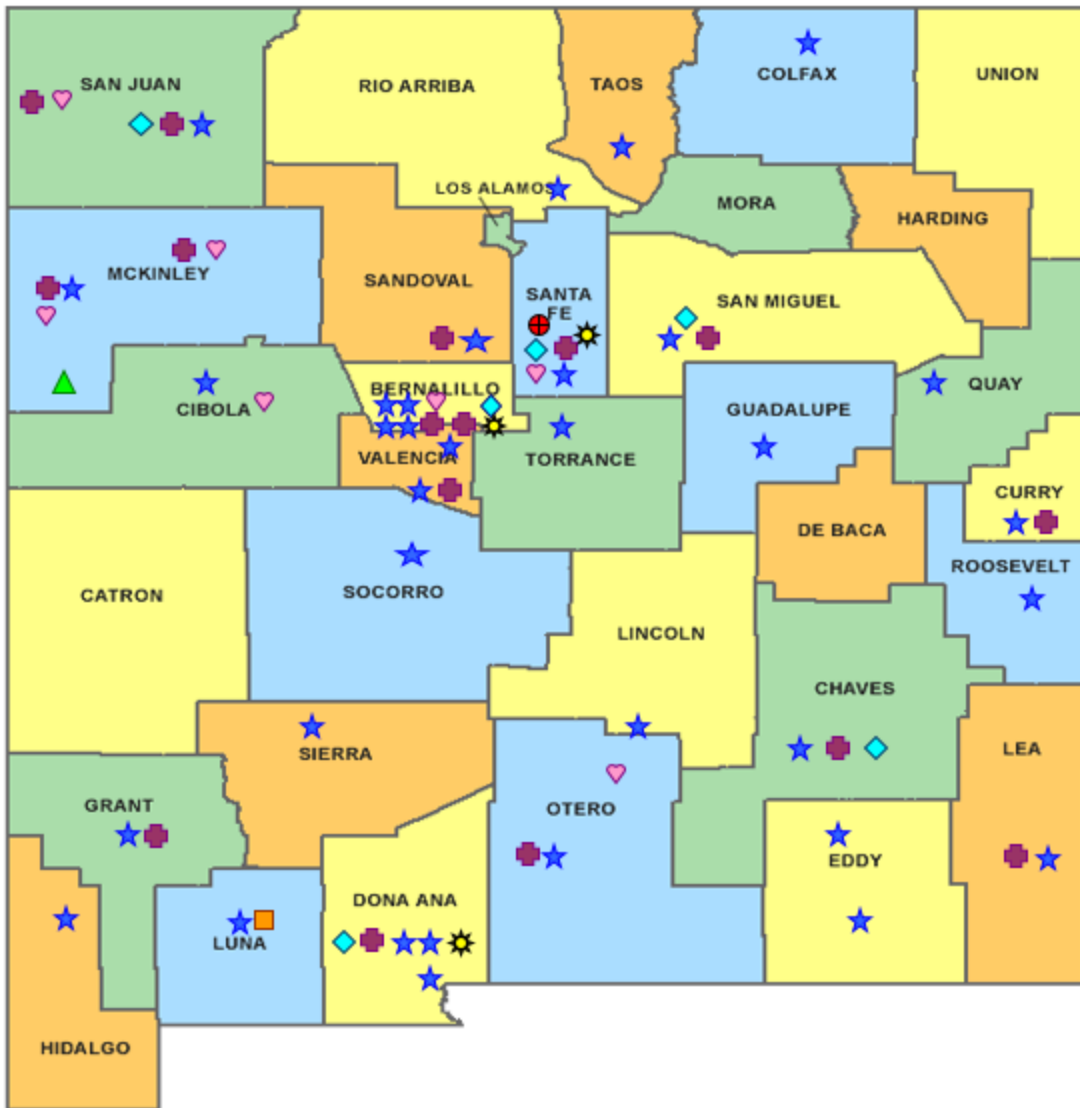 SAN JUAN
RIO ARRIBA
TAOS
COLFAX
UNION
LOS ALAMOS
MORA
HARDING
MCKINLEY
SANDOVAL
SANTA
FE
SAN MIGUEL
CIBOLA
BERNALILLO
GUADALUPE
QUAY
VALENCIA
TORRANCE
CURRY
DE BACA
ROOSEVELT
CATRON
SOCORRO
LINCOLN
CHAVES
SIERRA
LEA
GRANT
OTERO
EDDY
DONA ANA
LUNA
HIDALGO